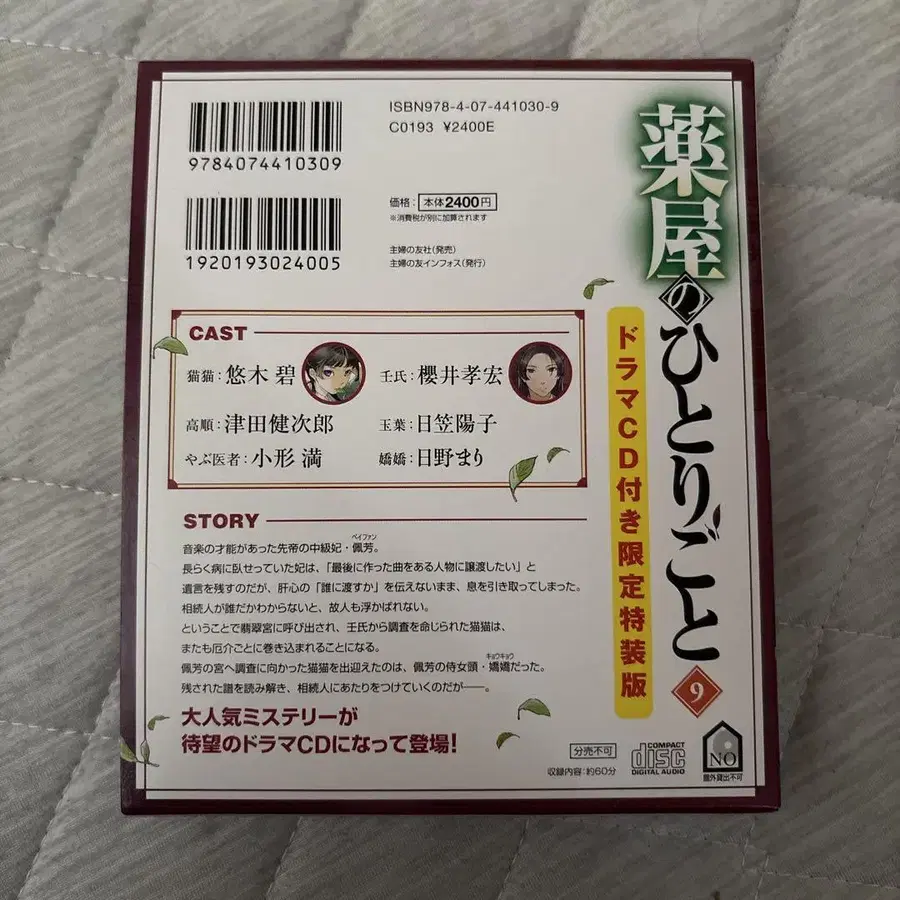 ISBN978-4-07-441030-9
C0193 ¥2400E
9784074410309
1920193024005
価格：本体2400円
※消費税が別に加算されます
主婦の友社(発売)
主婦の友インフォス(発行)
薬屋のひとりごと 9
ドラマCD付き限定特装版
CAST
猫猫：悠木 碧
壬氏：櫻井孝宏
高順：津田健次郎
玉葉：日笠陽子
やぶ医者：小形 満
嬌嬌：日野まり
STORY
ペイファン
音楽の才能があった先帝の中級妃・佩芳。
長らく病に臥せっていた妃は、「最後に作った曲をある人物に譲渡したい」と
遺言を残すのだが、肝心の「誰に渡すか」を伝えないまま、息を引き取ってしまった。
相続人が誰だかわからないと、故人も浮かばれない。
ということで翡翠宮に呼び出され、壬氏から調査を命じられた猫猫は、
またも厄介ごとに巻き込まれることになる。
キョウキョウ
佩芳の宮へ調査に向かった猫猫を出迎えたのは、佩芳の侍女頭・嬌嬌だった。
残された譜を読み解き、相続人にあたりをつけていくのだが――。
大人気ミステリーが
待望のドラマCDになって登場!
分売不可
COMPACT
disc
DIGITAL AUDIO
収録内容：約60分
NO
館外貸出不可